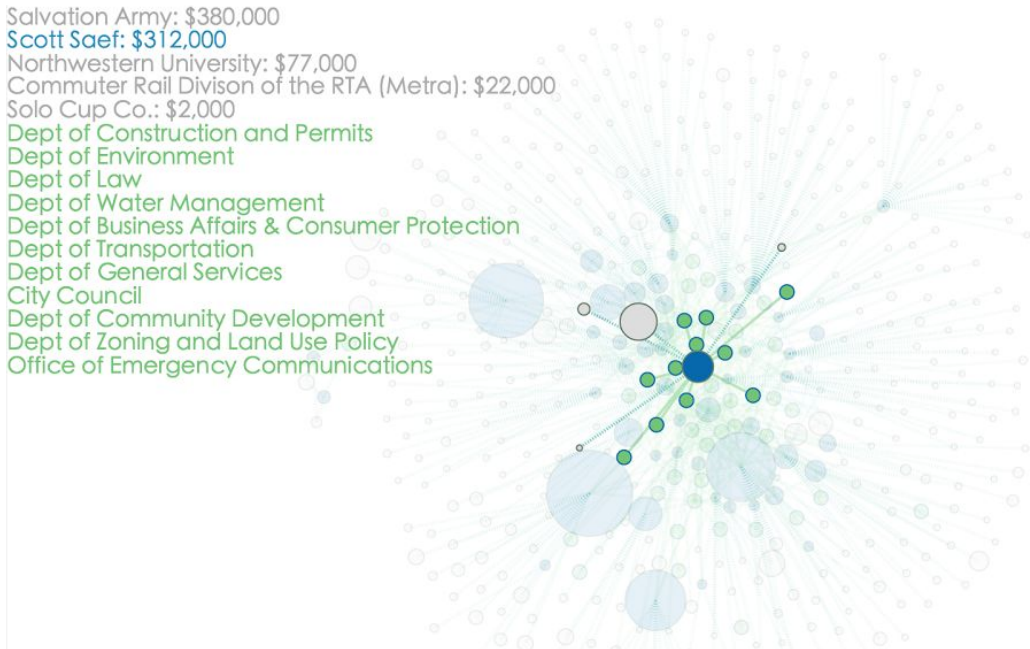 Salvation Army: $380,000
Scott Saef: $312,000
Northwestern University: $77,000
Commuter Rail Divison of the RTA (Metra): $22,000
Solo Cup Co.: $2,000
Dept of Construction and Permits
Dept of Environment
Dept of Law
Dept of Water Management
Dept of Business Affairs & Consumer Protection
Dept of Transportation
Dept of General Services
City Council
Dept of Community Development
Dept of Zoning and Land Use Policy
Office of Emergency Communications